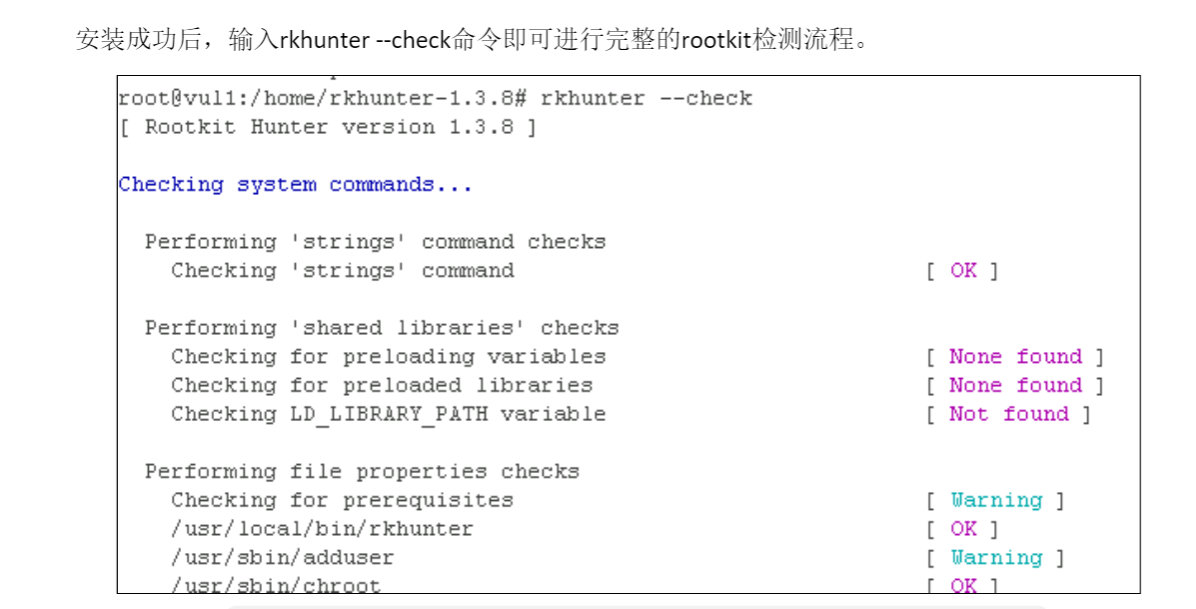 安装成功后，输入rkhunter --check命令即可进行完整的rootkit检测流程。
root@vul1:/home/rkhunter-1.3.8# rkhunter --check
[ Rootkit Hunter version 1.3.8 ]
Checking system commands...
Performing 'strings' command checks
Checking 'strings' command [ OK ]
Performing 'shared libraries' checks
Checking for preloading variables [ None found ]
Checking for preloaded libraries [ None found ]
Checking LD_LIBRARY_PATH variable [ Not found ]
Performing file properties checks
Checking for prerequisites [ Warning ]
/usr/local/bin/rkhunter [ OK ]
/usr/sbin/adduser [ Warning ]
/usr/sbin/chroot [ OK ]